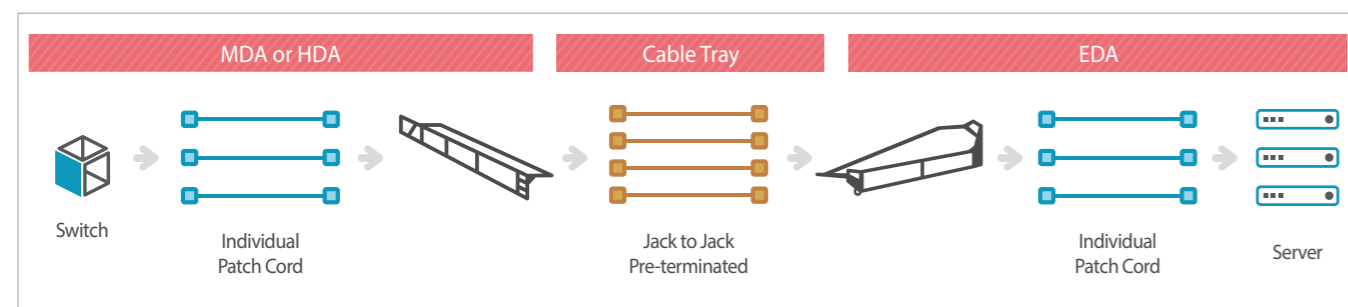 MDA or HDA
Cable Tray
EDA
Switch
Individual
Patch Cord
Jack to Jack
Pre-terminated
Individual
Patch Cord
Server